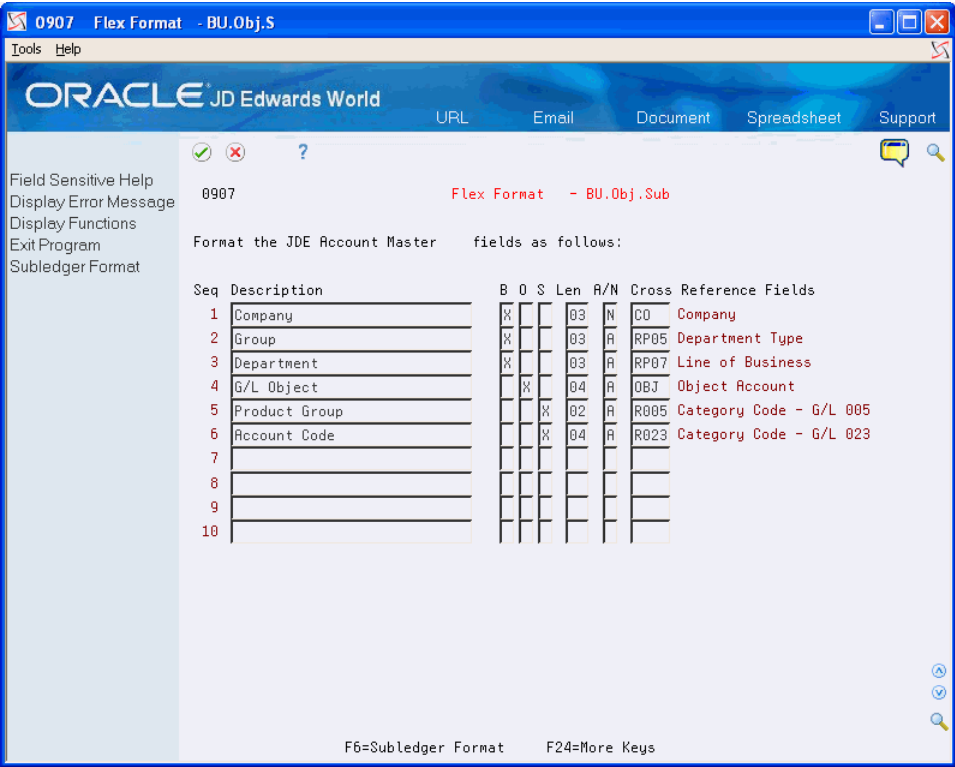 0907 Flex Format - BU.Obj.S
Tools Help
ORACLE JD Edwards World
URL Email Document Spreadsheet Support
?
Field Sensitive Help
Display Error Message
Display Functions
Exit Program
Subledger Format
0907 Flex Format - BU.Obj.Sub
Format the JDE Account Master fields as follows:
Seq Description B O S Len A/N Cross Reference Fields
1 Company X 03 N CO Company
2 Group X 03 A RP05 Department Type
3 Department X 03 A RP07 Line of Business
4 G/L Object X 04 A OBJ Object Account
5 Product Group X 02 A R005 Category Code - G/L 005
6 Account Code X 04 A R023 Category Code - G/L 023
7
8
9
10
F6=Subledger Format F24=More Keys